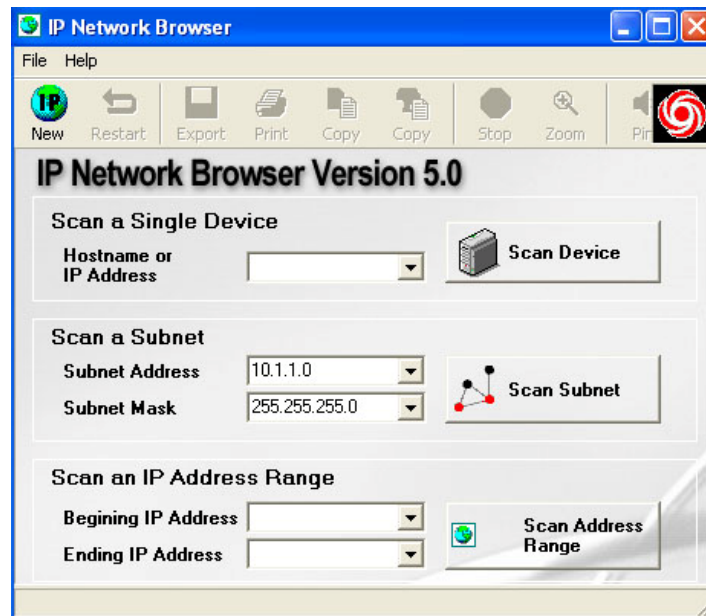 IP Network Browser
File Help
IP
New Restart Export Print Copy Copy Stop Zoom
IP Network Browser Version 5.0
Scan a Single Device
Hostname or
IP Address
Scan Device
Scan a Subnet
Subnet Address 10.1.1.0
Subnet Mask 255.255.255.0
Scan Subnet
Scan an IP Address Range
Begining IP Address
Ending IP Address
Scan Address
Range